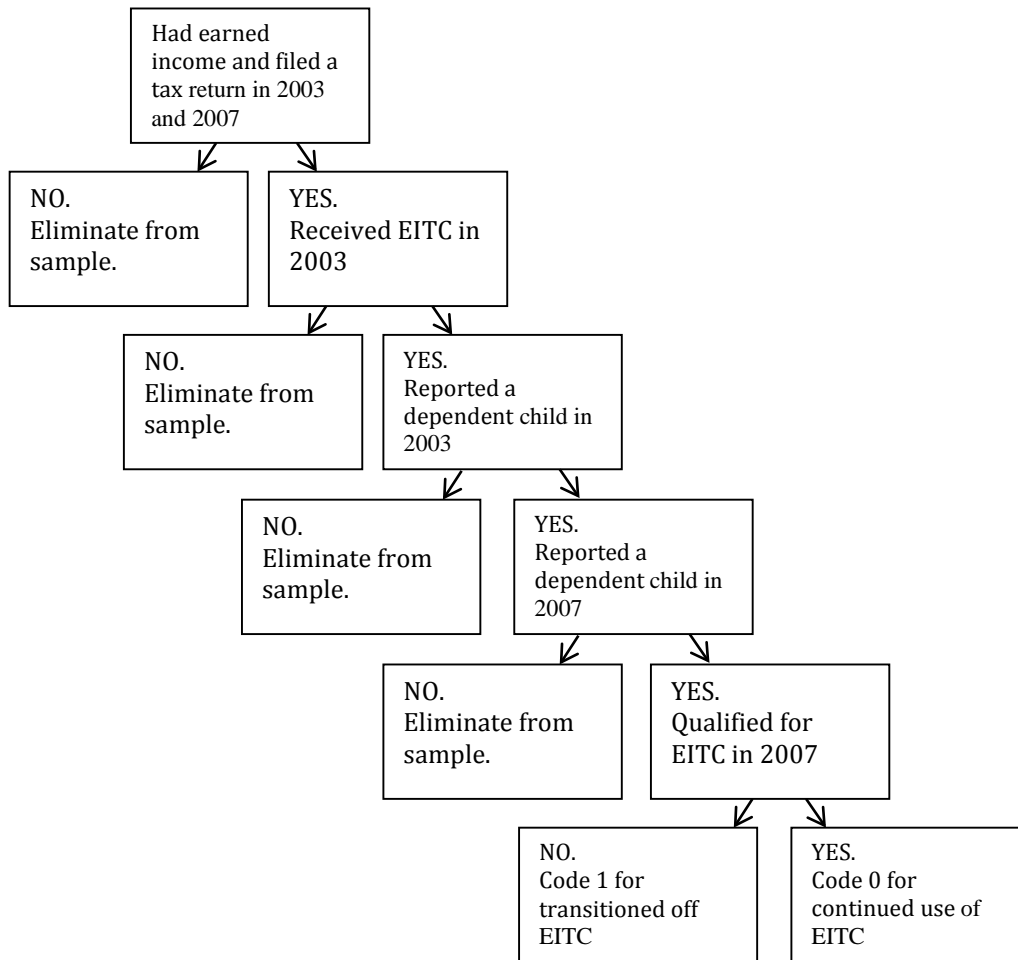 Had earned
income and filed a
tax return in 2003
and 2007
NO.
Eliminate from
sample.
YES.
Received EITC in
2003
NO.
Eliminate from
sample.
YES.
Reported a
dependent child in
2003
NO.
Eliminate from
sample.
YES.
Reported a
dependent child in
2007
NO.
Eliminate from
sample.
YES.
Qualified for
EITC in 2007
NO.
Code 1 for
transitioned off
EITC
YES.
Code 0 for
continued use of
EITC